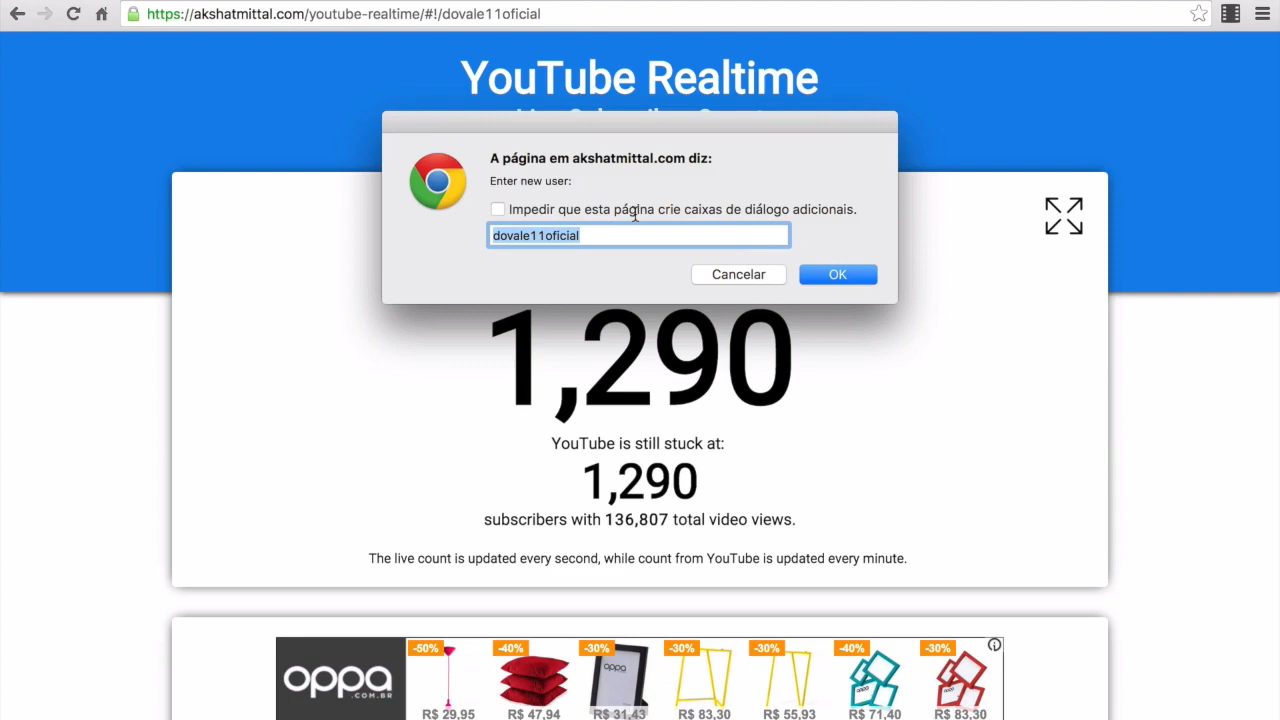 https://akshatmittal.com/youtube-realtime/#!/dovale11oficial
YouTube Realtime
A página em akshatmittal.com diz:
Enter new user:
Impedir que esta página crie caixas de diálogo adicionais.
dovale11oficial
Cancelar OK
1,290
YouTube is still stuck at:
1,290
subscribers with 136,807 total video views.
The live count is updated every second, while count from YouTube is updated every minute.
-50% -40% -30% -30% -30% -40% -30%
oppa
oppa
.COM.BR
R$ 29,95 R$ 47,94 R$ 31,43 R$ 83,30 R$ 55,93 R$ 71,40 R$ 83,30